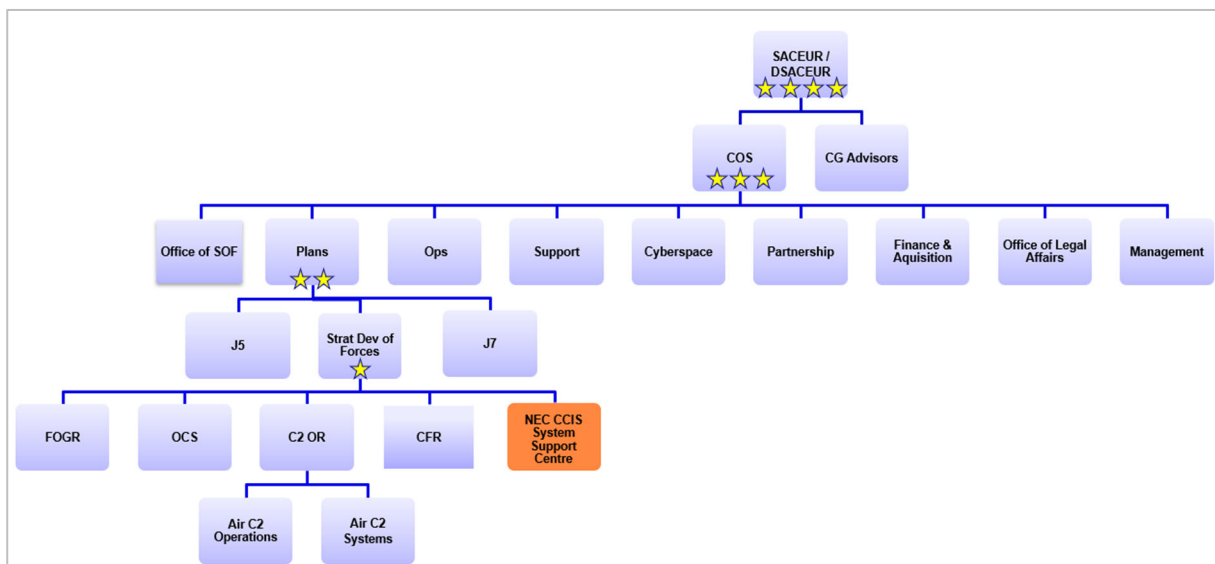 SACEUR /
DSACEUR
COS
CG Advisors
Office of SOF
Plans
Ops
Support
Cyberspace
Partnership
Finance &
Aquisition
Office of Legal
Affairs
Management
J5
Strat Dev of
Forces
J7
FOGR
OCS
C2 OR
CFR
NEC CCIS
System
Support
Centre
Air C2
Operations
Air C2
Systems